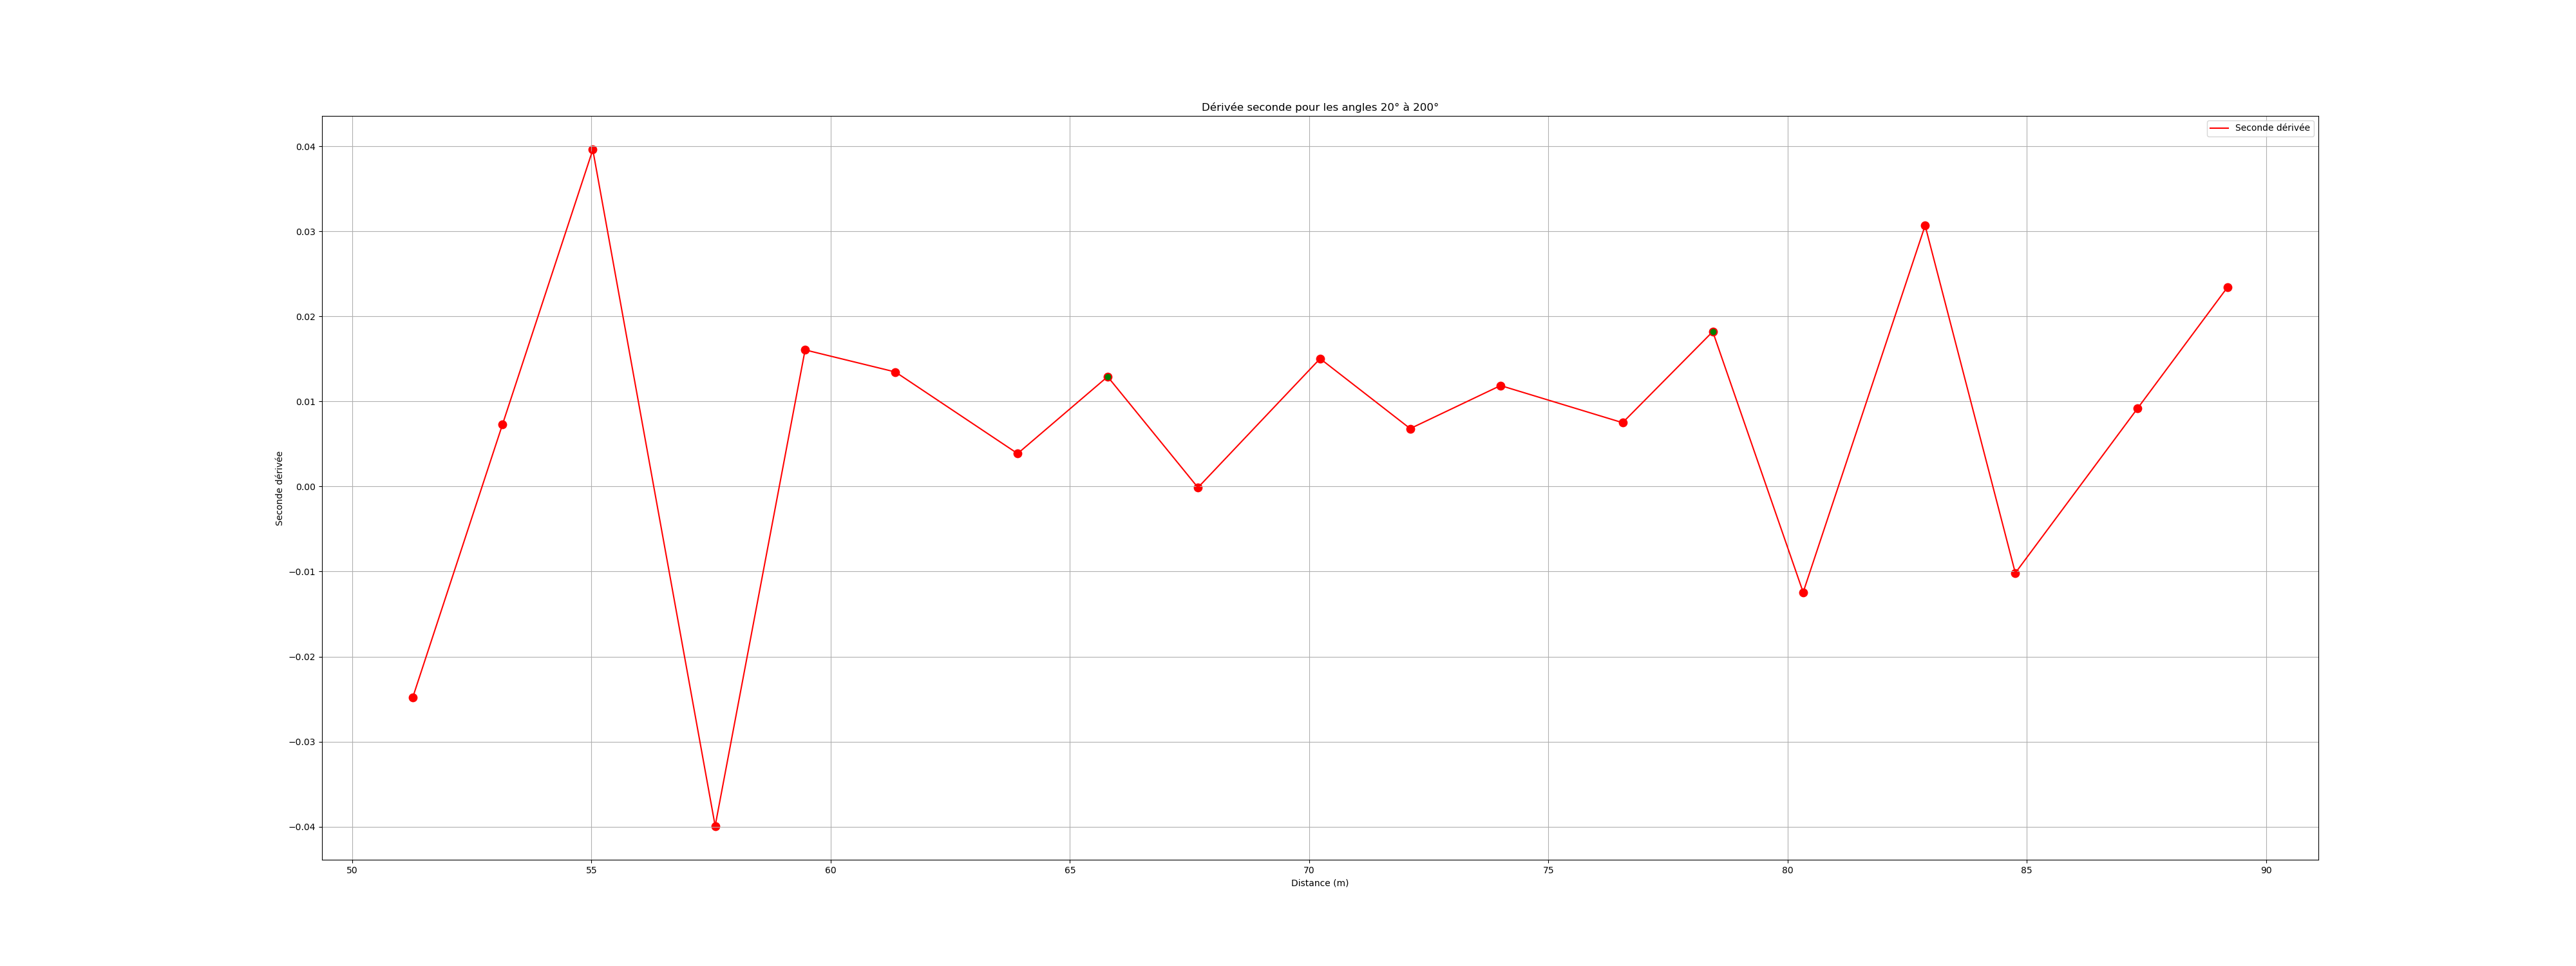 Dérivée seconde pour les angles 20° à 200°
Seconde dérivée
0.04
0.03
0.02
0.01
0.00
−0.01
−0.02
−0.03
−0.04
Seconde dérivée
50 55 60 65 70 75 80 85 90
Distance (m)